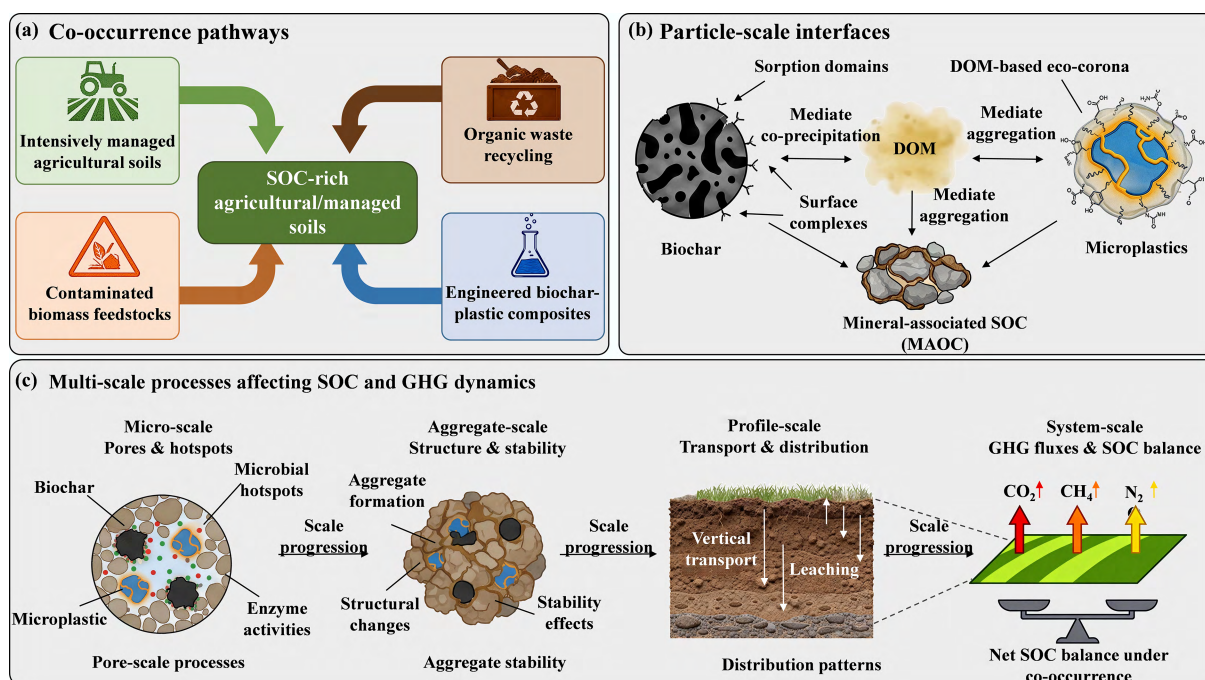 (a) Co-occurrence pathways
Intensively managed
agricultural soils
Organic waste
recycling
SOC-rich
agricultural/managed
soils
Contaminated
biomass feedstocks
Engineered biochar-
plastic composites
(b) Particle-scale interfaces
Sorption domains
DOM-based eco-corona
Mediate
co-precipitation
DOM
Mediate
aggregation
Mediate
aggregation
Surface
complexes
Biochar
Microplastics
Mineral-associated SOC
(MAOC)
(c) Multi-scale processes affecting SOC and GHG dynamics
Micro-scale
Pores & hotspots
Biochar
Microbial
hotspots
Microplastic
Enzyme
activities
Pore-scale processes
Scale
progression
Aggregate-scale
Structure & stability
Aggregate
formation
Structural
changes
Stability
effects
Aggregate stability
Scale
progression
Profile-scale
Transport & distribution
Vertical
transport
Leaching
Distribution patterns
Scale
progression
System-scale
GHG fluxes & SOC balance
CO₂
CH₄
N₂
Net SOC balance under
co-occurrence